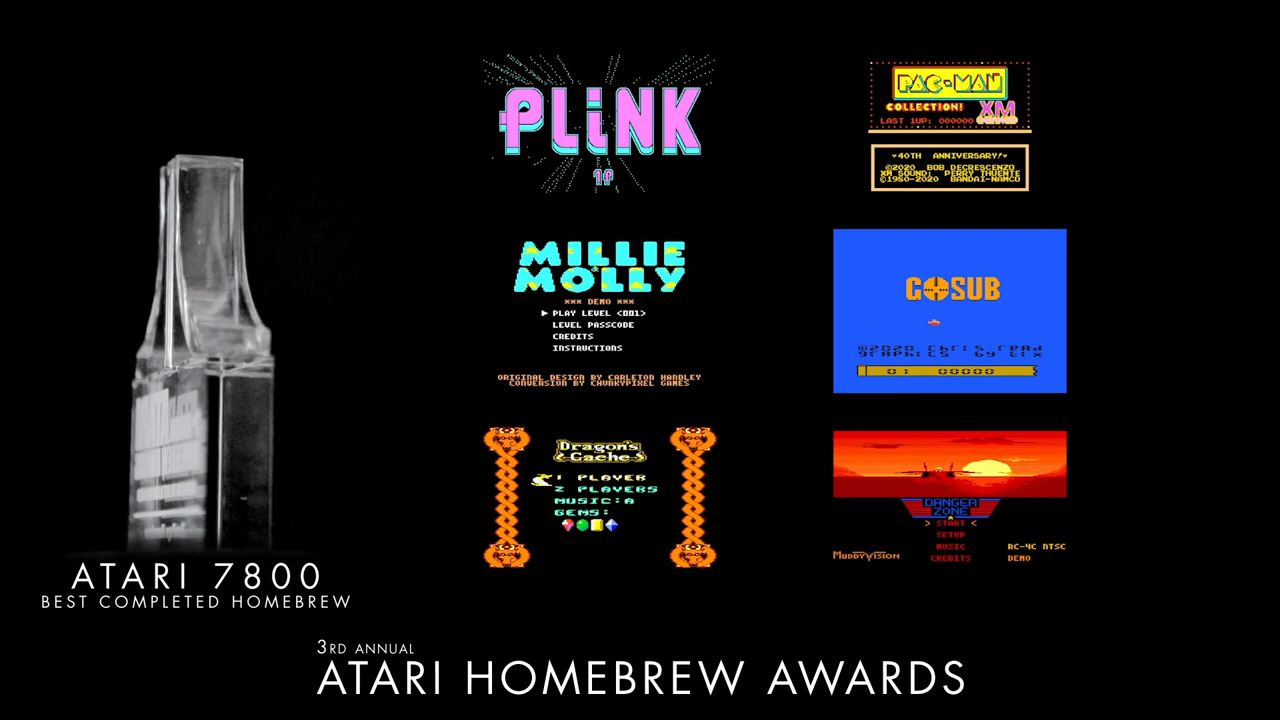 PLINK
1P
PAC-MAN
COLLECTION!
XM
LAST 1UP: 000000
40TH ANNIVERSARY!
©2020 BOB DECRESCENZO
XM SOUND: PERRY THUENTE
©1980-2020 BANDAI-NAMCO
MILLIE
MOLLY
*** DEMO ***
PLAY LEVEL <001>
LEVEL PASSCODE
CREDITS
INSTRUCTIONS
ORIGINAL DESIGN BY CARLETON HANDLEY
CONVERSION BY CHUNKYPIXEL GAMES
GOSUB
0: 00000
Dragon's
Cache
1 PLAYER
2 PLAYERS
MUSIC:A
GEMS:
DANGER
ZONE
> START <
SETUP
MUSIC
CREDITS
MUDDYVISION
RC-4C NTSC
DEMO
ATARI 7800
BEST COMPLETED HOMEBREW
3RD ANNUAL
ATARI HOMEBREW AWARDS